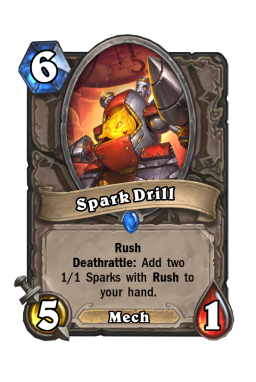 6
Spark Drill
Rush
Deathrattle: Add two
1/1 Sparks with Rush to
your hand.
5
Mech
1